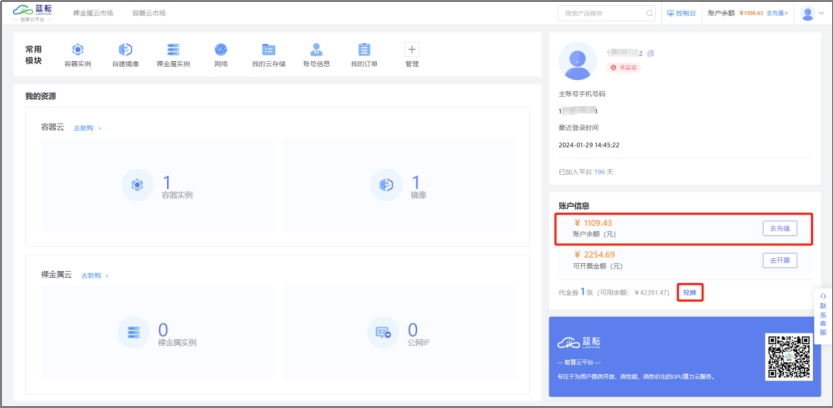 蓝耘
智算云平台
裸金属云市场 容器云市场
搜索产品模块
控制台
账户余额 ￥1109.43 去充值>
常用模块
容器实例
自建镜像
裸金属实例
网络
我的云存储
账号信息
我的订单
管理
我的资源
容器云 去新购 >
1
容器实例
1
镜像
裸金属云 去新购 >
0
裸金属实例
0
公网IP
未实名
主账号手机号码
最近登录时间
2024-01-29 14:45:22
已加入平台 196 天
账户信息
￥ 1109.43
账户余额（元）
去充值
￥ 2254.69
可开票金额（元）
去开票
代金券 1 张（可用余额：￥42391.47） 兑换
联系客服
蓝耘
— 智算云平台 —
专注于为用户提供开放、高性能、高性价比的GPU算力云服务。